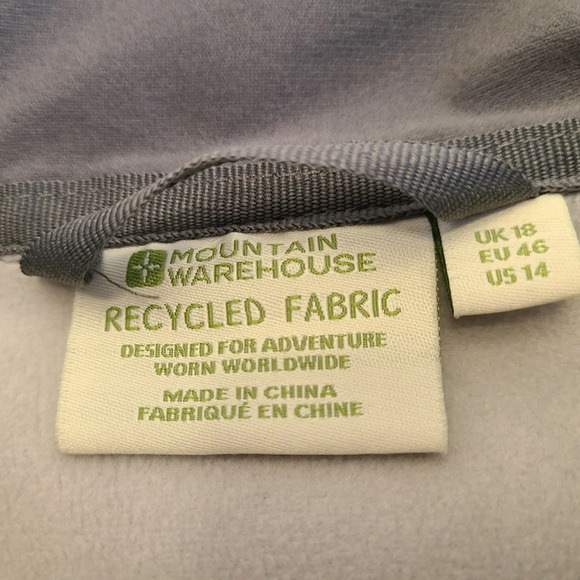 MOUNTAIN
WAREHOUSE
RECYCLED FABRIC
DESIGNED FOR ADVENTURE
WORN WORLDWIDE
MADE IN CHINA
FABRIQUÉ EN CHINE
UK 18
EU 46
US 14